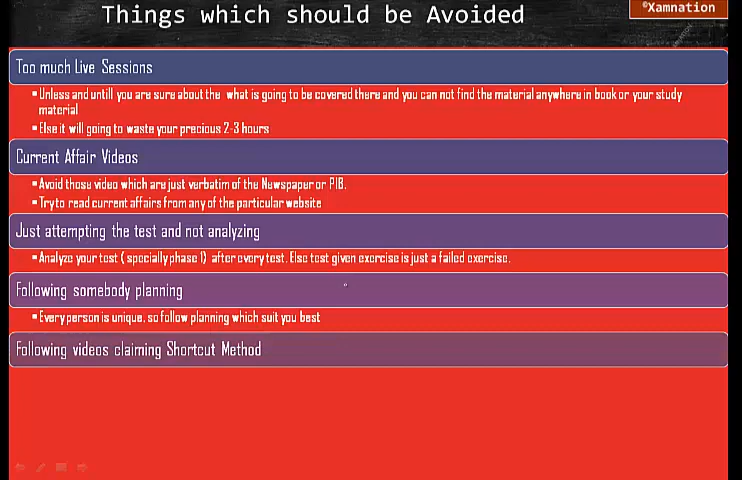 Things which should be Avoided
©Xamnation
Too much Live Sessions
▪Unless and untill you are sure about the what is going to be covered there and you can not find the material anywhere in book or your study
material
▪Else it will going to waste your precious 2-3 hours
Current Affair Videos
▪Avoid those video which are just verbatim of the Newspaper or PIB.
▪Try to read current affairs from any of the particular website
Just attempting the test and not analyzing
▪Analyze your test ( specially phase 1) after every test. Else test given exercise is just a failed exercise.
Following somebody planning
▪Every person is unique, so follow planning which suit you best
Following videos claiming Shortcut Method